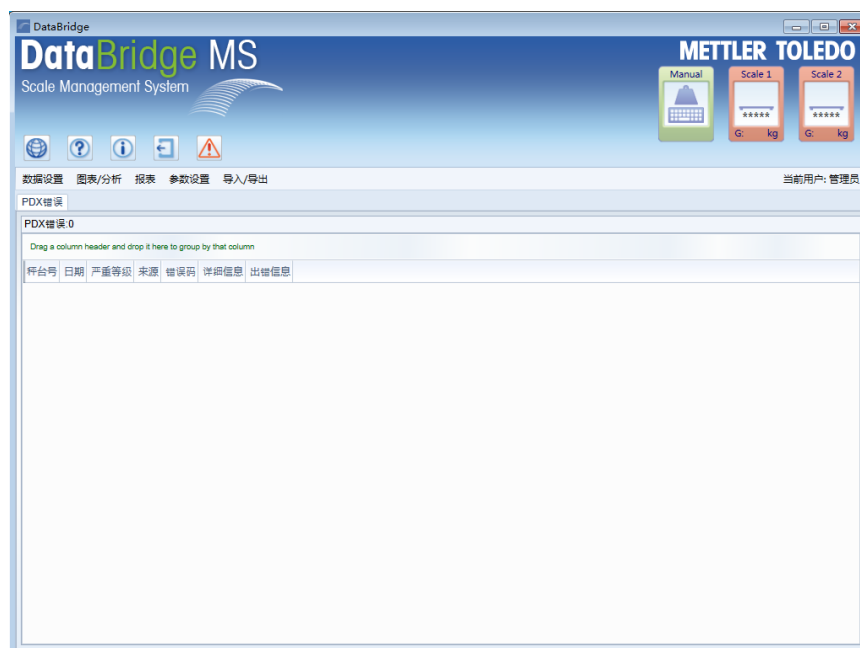 DataBridge
DataBridge MS
Scale Management System
METTLER TOLEDO
Manual
Scale 1
*****
G: kg
Scale 2
*****
G: kg
数据设置 图表/分析 报表 参数设置 导入/导出 当前用户: 管理员
PDX错误
PDX错误:0
Drag a column header and drop it here to group by that column
秤台号 日期 严重等级 来源 错误码 详细信息 出错信息